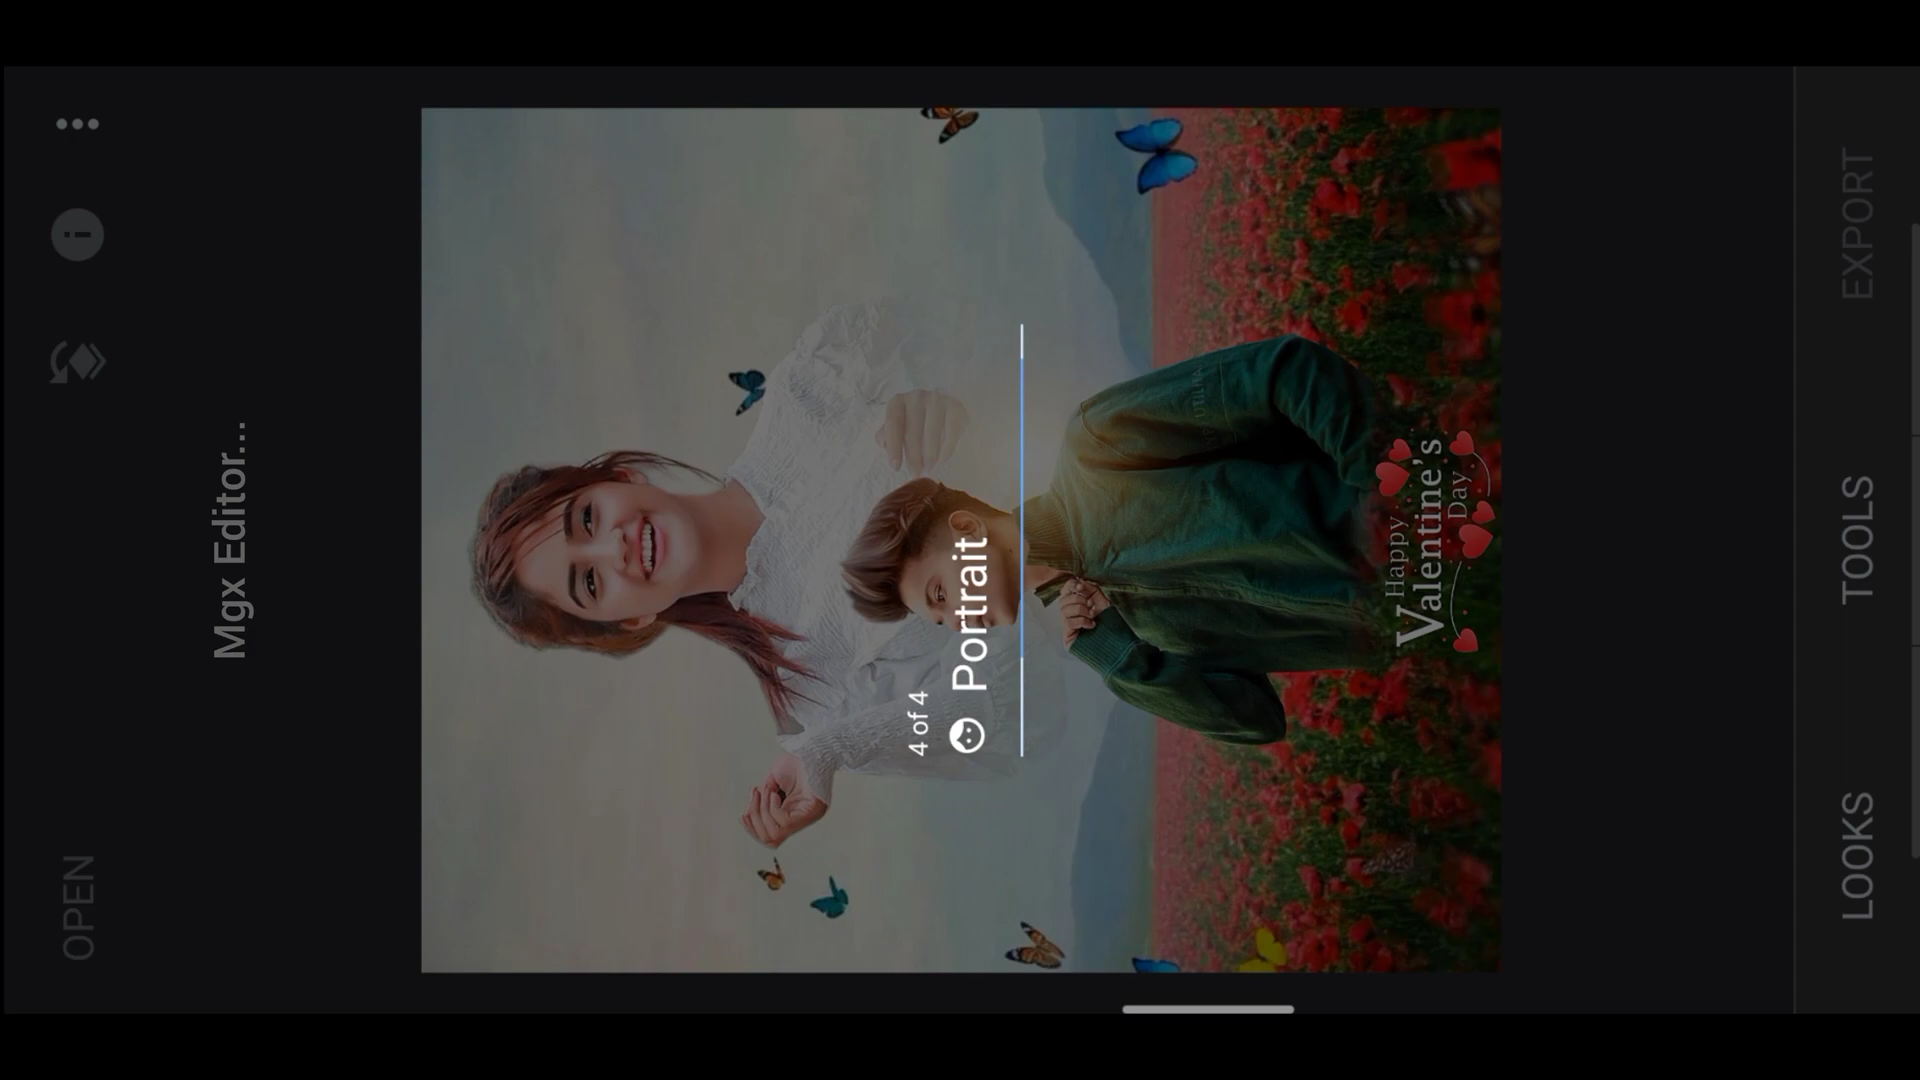 OPEN
Mgx Editor...
4 of 4
Portrait
Happy
Valentine's
Day
LOOKS TOOLS EXPORT